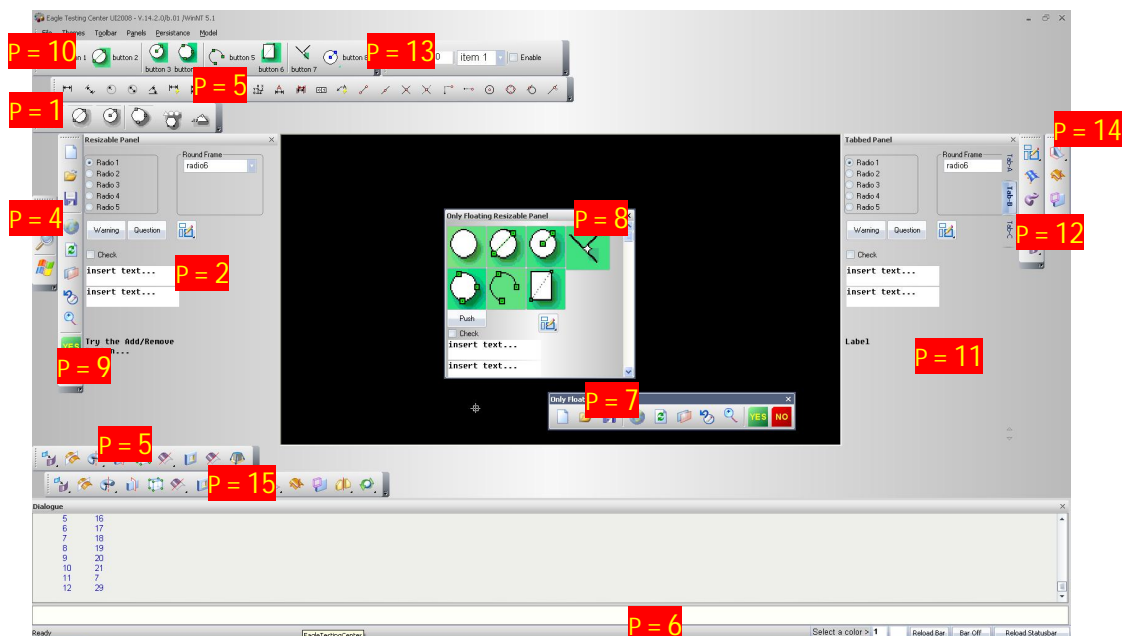 Eagle Testing Center UI2008 - V.14.2.0/b.01 /WinNT 5.1
File Themes Toolbar Panels Persistance Model
P = 10
button 2
button 3
button 5
button 6
button 7
P = 13
item 1
Enable
P = 5
P = 1
P = 14
Resizable Panel
Radio 1
Radio 2
Radio 3
Radio 4
Radio 5
Round Frame
radio6
Warning Question
Check
insert text...
insert text...
P = 4
P = 2
Try the Add/Remove
YES
P = 9
Only Floating Resizable Panel
P = 8
Push
Check
insert text...
insert text...
P = 7
YES NO
Tabbed Panel
Radio 1
Radio 2
Radio 3
Radio 4
Radio 5
Round Frame
radio6
Tab-A
Tab-B
Tab-C
Warning Question
Check
insert text...
insert text...
P = 12
Label
P = 11
P = 5
P = 15
Dialogue
5 16
6 17
7 18
8 19
9 20
10 21
11 7
12 29
P = 6
Ready
EagleTestingCenter
Select a color > 1
Reload Bar
Bar Off
Reload Statusbar